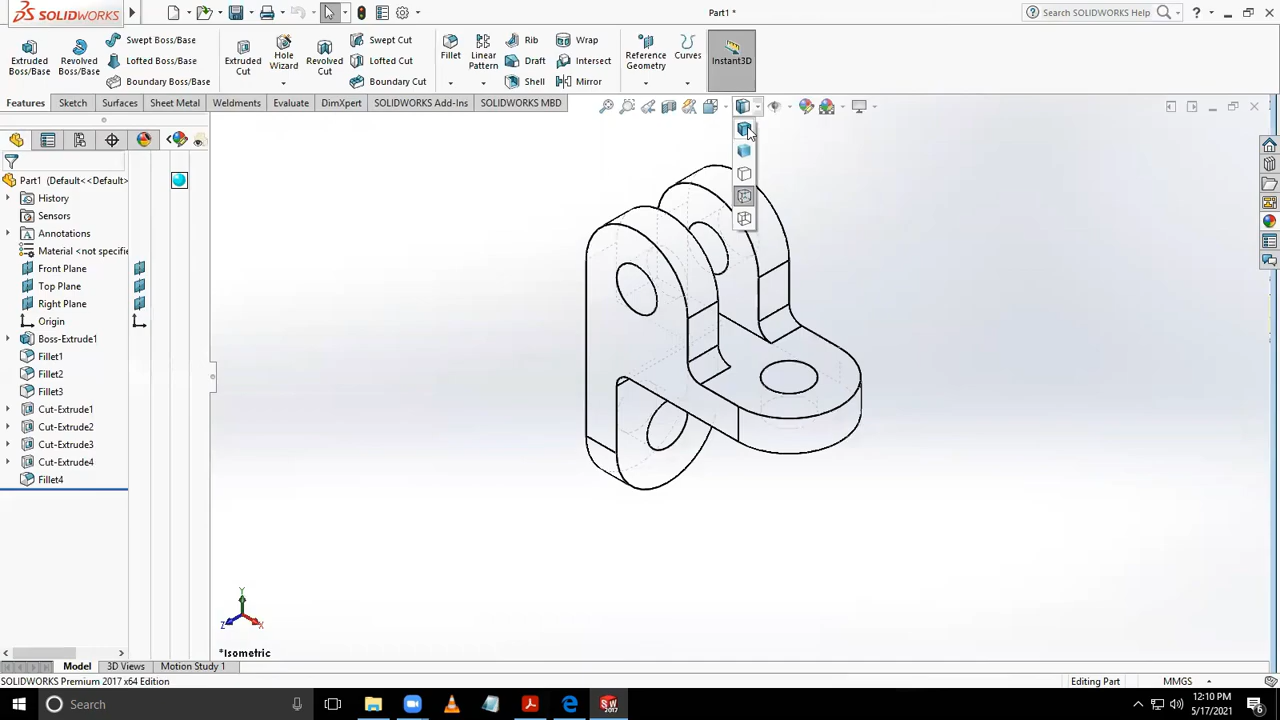 SOLIDWORKS
Part1 *
Search SOLIDWORKS Help
Extruded Boss/Base
Revolved Boss/Base
Swept Boss/Base
Lofted Boss/Base
Boundary Boss/Base
Extruded Cut
Hole Wizard
Revolved Cut
Swept Cut
Lofted Cut
Boundary Cut
Fillet
Linear Pattern
Rib
Draft
Shell
Wrap
Intersect
Mirror
Reference Geometry
Curves
Instant3D
Features
Sketch
Surfaces
Sheet Metal
Weldments
Evaluate
DimXpert
SOLIDWORKS Add-Ins
SOLIDWORKS MBD
Part1 (Default<<Default>
History
Sensors
Annotations
Material <not specifie
Front Plane
Top Plane
Right Plane
Origin
Boss-Extrude1
Fillet1
Fillet2
Fillet3
Cut-Extrude1
Cut-Extrude2
Cut-Extrude3
Cut-Extrude4
Fillet4
Y
Z
X
*Isometric
Model
3D Views
Motion Study 1
SOLIDWORKS Premium 2017 x64 Edition
Editing Part
MMGS
Search
SW
2017
12:10 PM
5/17/2021
6